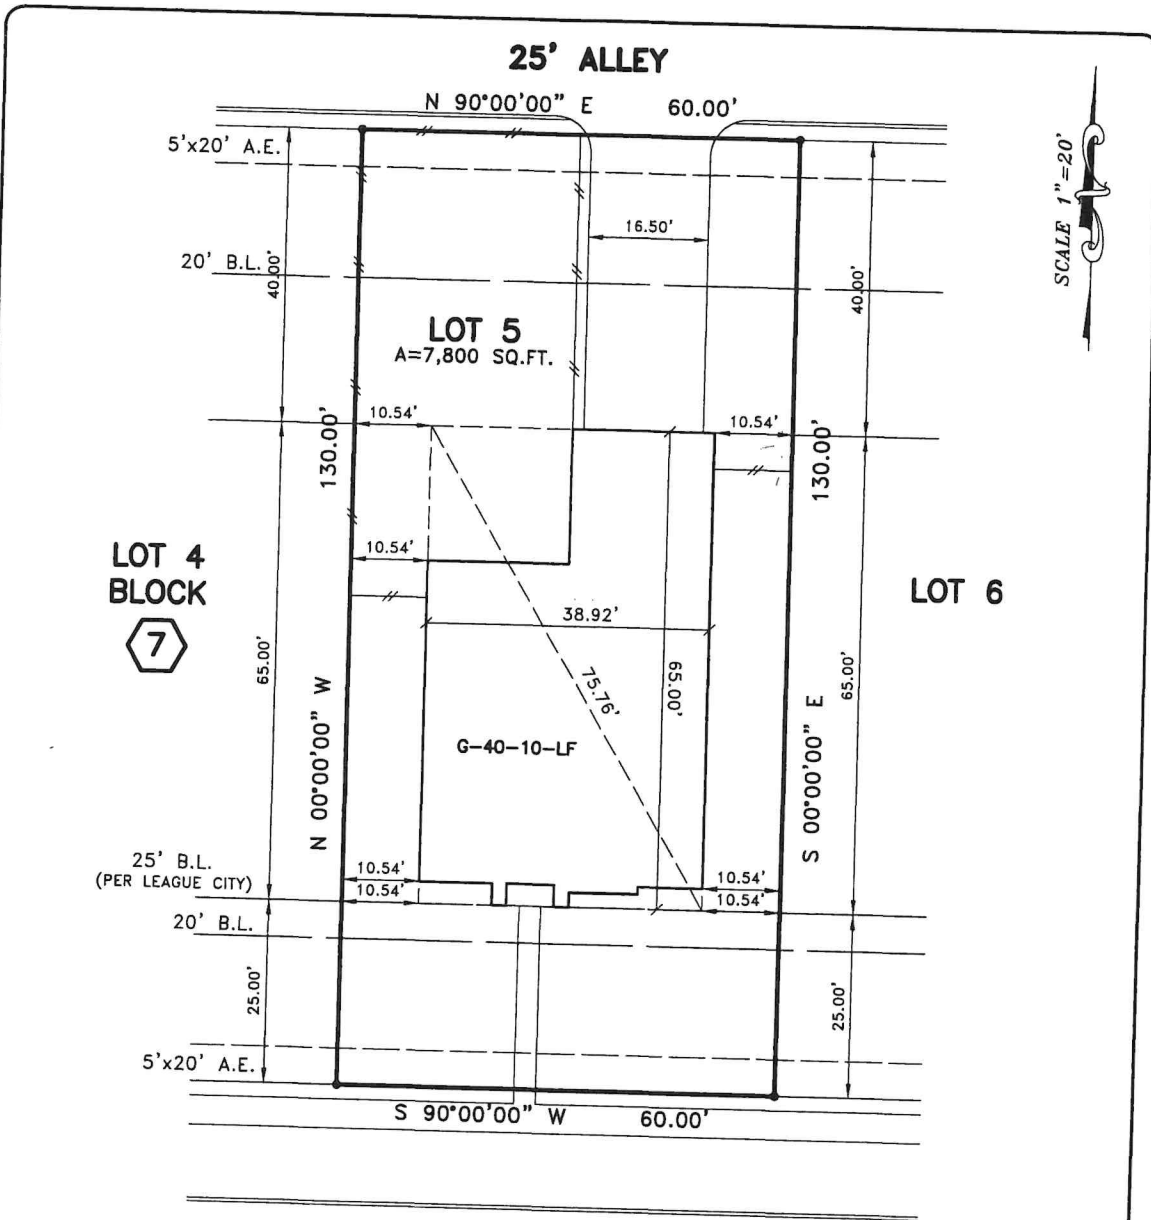 25' ALLEY
N 90°00'00" E 60.00'
5'x20' A.E.
SCALE 1"=20'
16.50'
20' B.L.
40.00'
40.00'
LOT 5
A=7,800 SQ.FT.
10.54'
10.54'
130.00'
130.00'
10.54'
LOT 4
BLOCK
7
LOT 6
38.92'
65.00'
75.76'
65.00'
65.00'
G-40-10-LF
N 00°00'00" W
S 00°00'00" E
25' B.L.
(PER LEAGUE CITY)
10.54'
10.54'
10.54'
10.54'
20' B.L.
25.00'
25.00'
5'x20' A.E.
S 90°00'00" W 60.00'